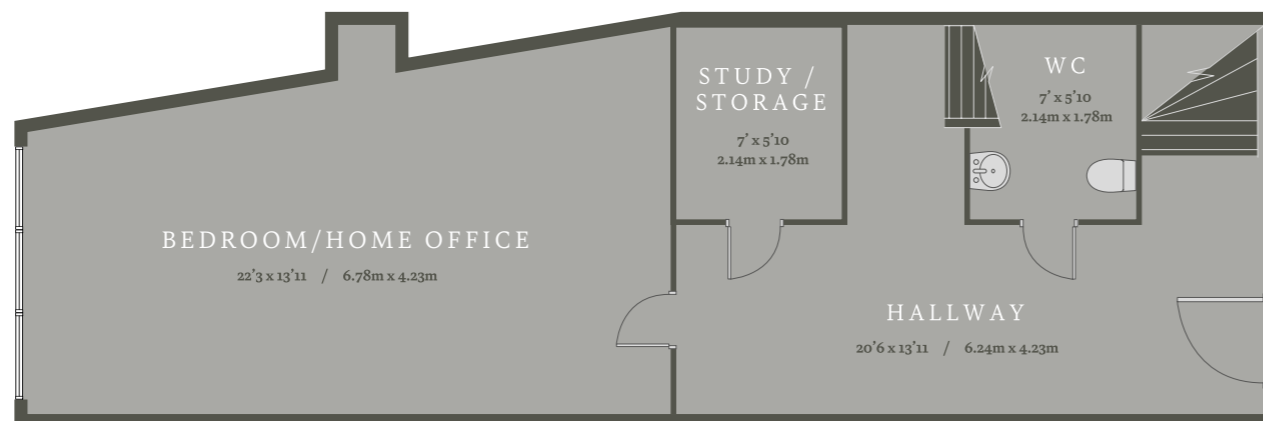 STUDY /
STORAGE
7’ x 5’10
2.14m x 1.78m
WC
7’ x 5’10
2.14m x 1.78m
BEDROOM/HOME OFFICE
22’3 x 13’11 / 6.78m x 4.23m
HALLWAY
20’6 x 13’11 / 6.24m x 4.23m